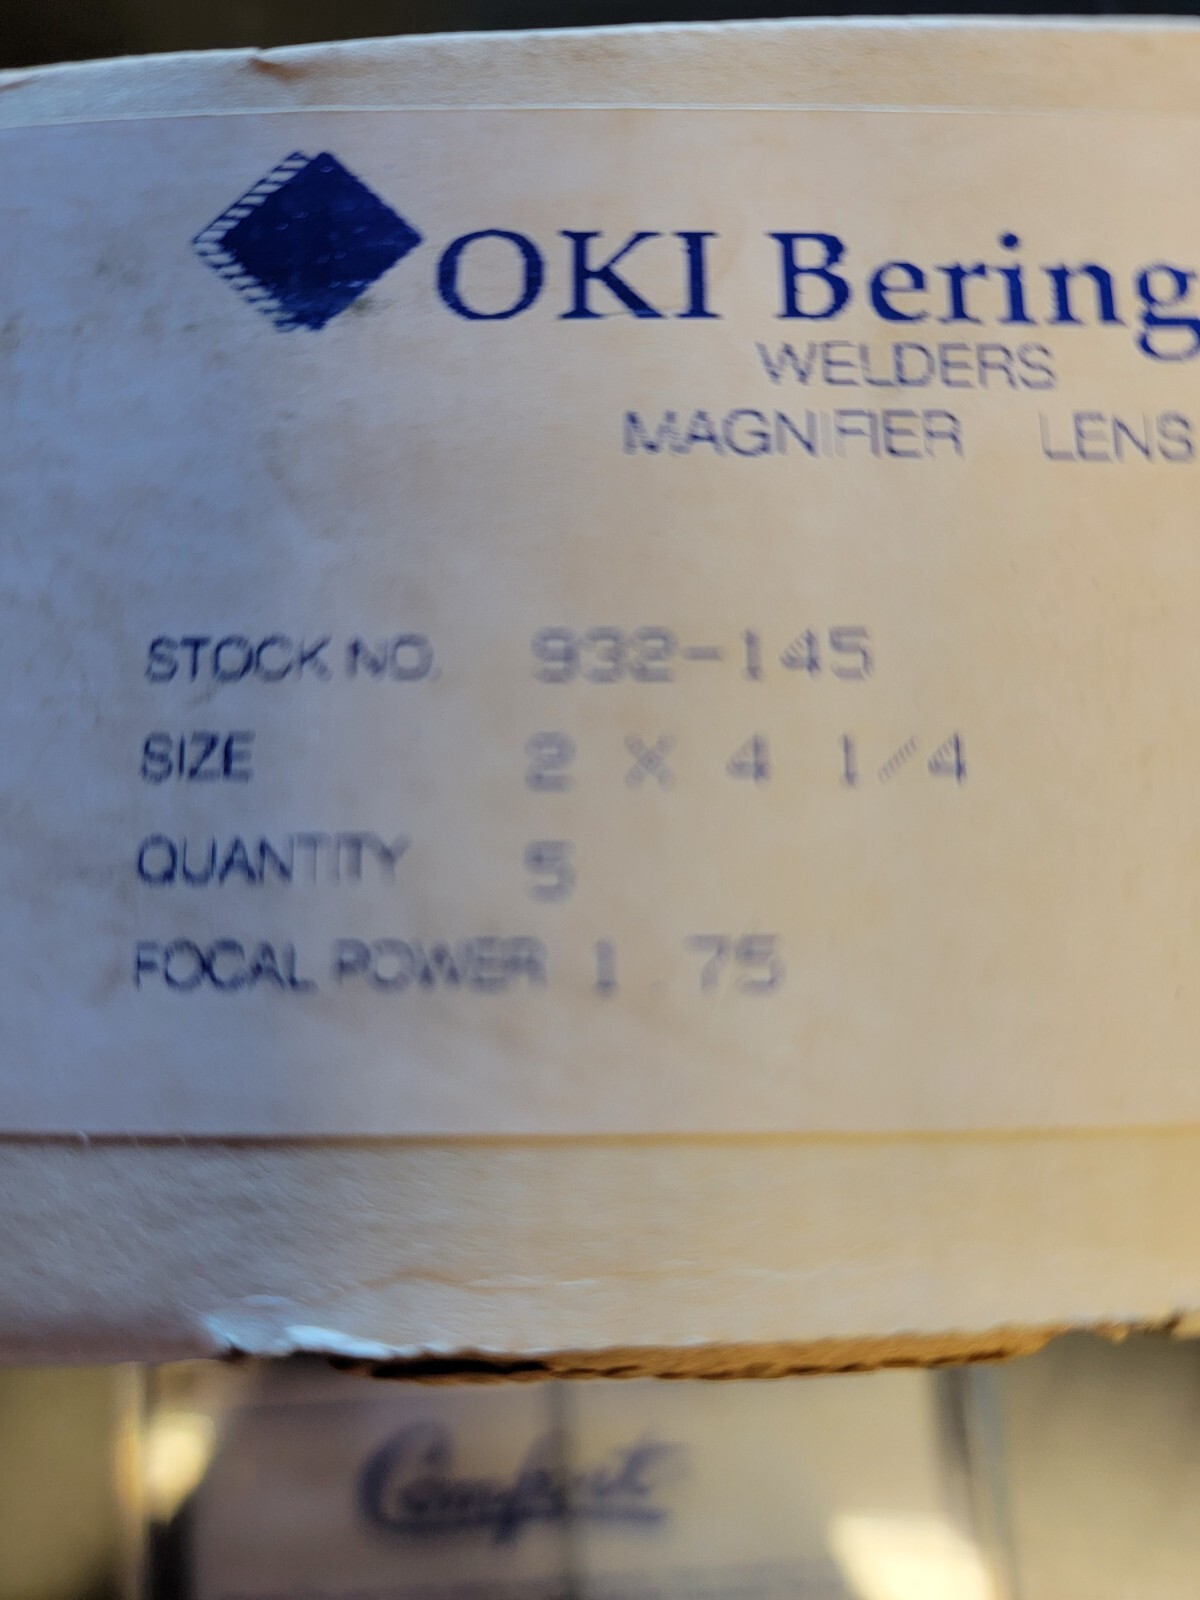 OKI Bering
WELDERS
MAGNIFIER LENS
STOCK NO. 932-145
SIZE 2 X 4 1/4
QUANTITY 5
FOCAL POWER 1.75
Comfort